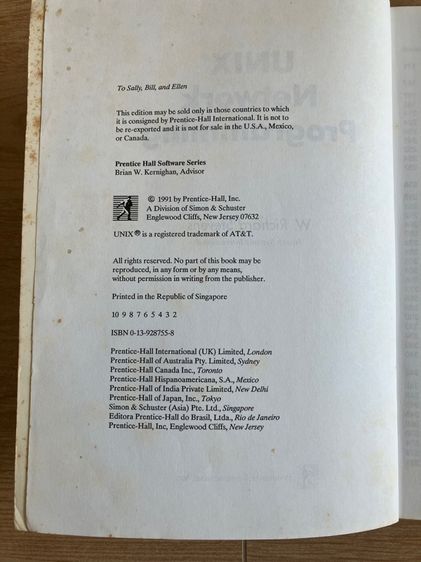 To Sally, Bill, and Ellen
This edition may be sold only in those countries to which
it is consigned by Prentice-Hall International. It is not to
be re-exported and it is not for sale in the U.S.A., Mexico,
or Canada.
Prentice Hall Software Series
Brian W. Kernighan, Advisor
© 1991 by Prentice-Hall, Inc.
A Division of Simon & Schuster
Englewood Cliffs, New Jersey 07632
UNIX® is a registered trademark of AT&T.
All rights reserved. No part of this book may be
reproduced, in any form or by any means,
without permission in writing from the publisher.
Printed in the Republic of Singapore
10 9 8 7 6 5 4 3 2
ISBN 0-13-928755-8
Prentice-Hall International (UK) Limited, London
Prentice-Hall of Australia Pty. Limited, Sydney
Prentice-Hall Canada Inc., Toronto
Prentice-Hall Hispanoamericana, S.A., Mexico
Prentice-Hall of India Private Limited, New Delhi
Prentice-Hall of Japan, Inc., Tokyo
Simon & Schuster (Asia) Pte. Ltd., Singapore
Editora Prentice-Hall do Brasil, Ltda., Rio de Janeiro
Prentice-Hall, Inc, Englewood Cliffs, New Jersey
UNIX
Network
Programming
W. Richard